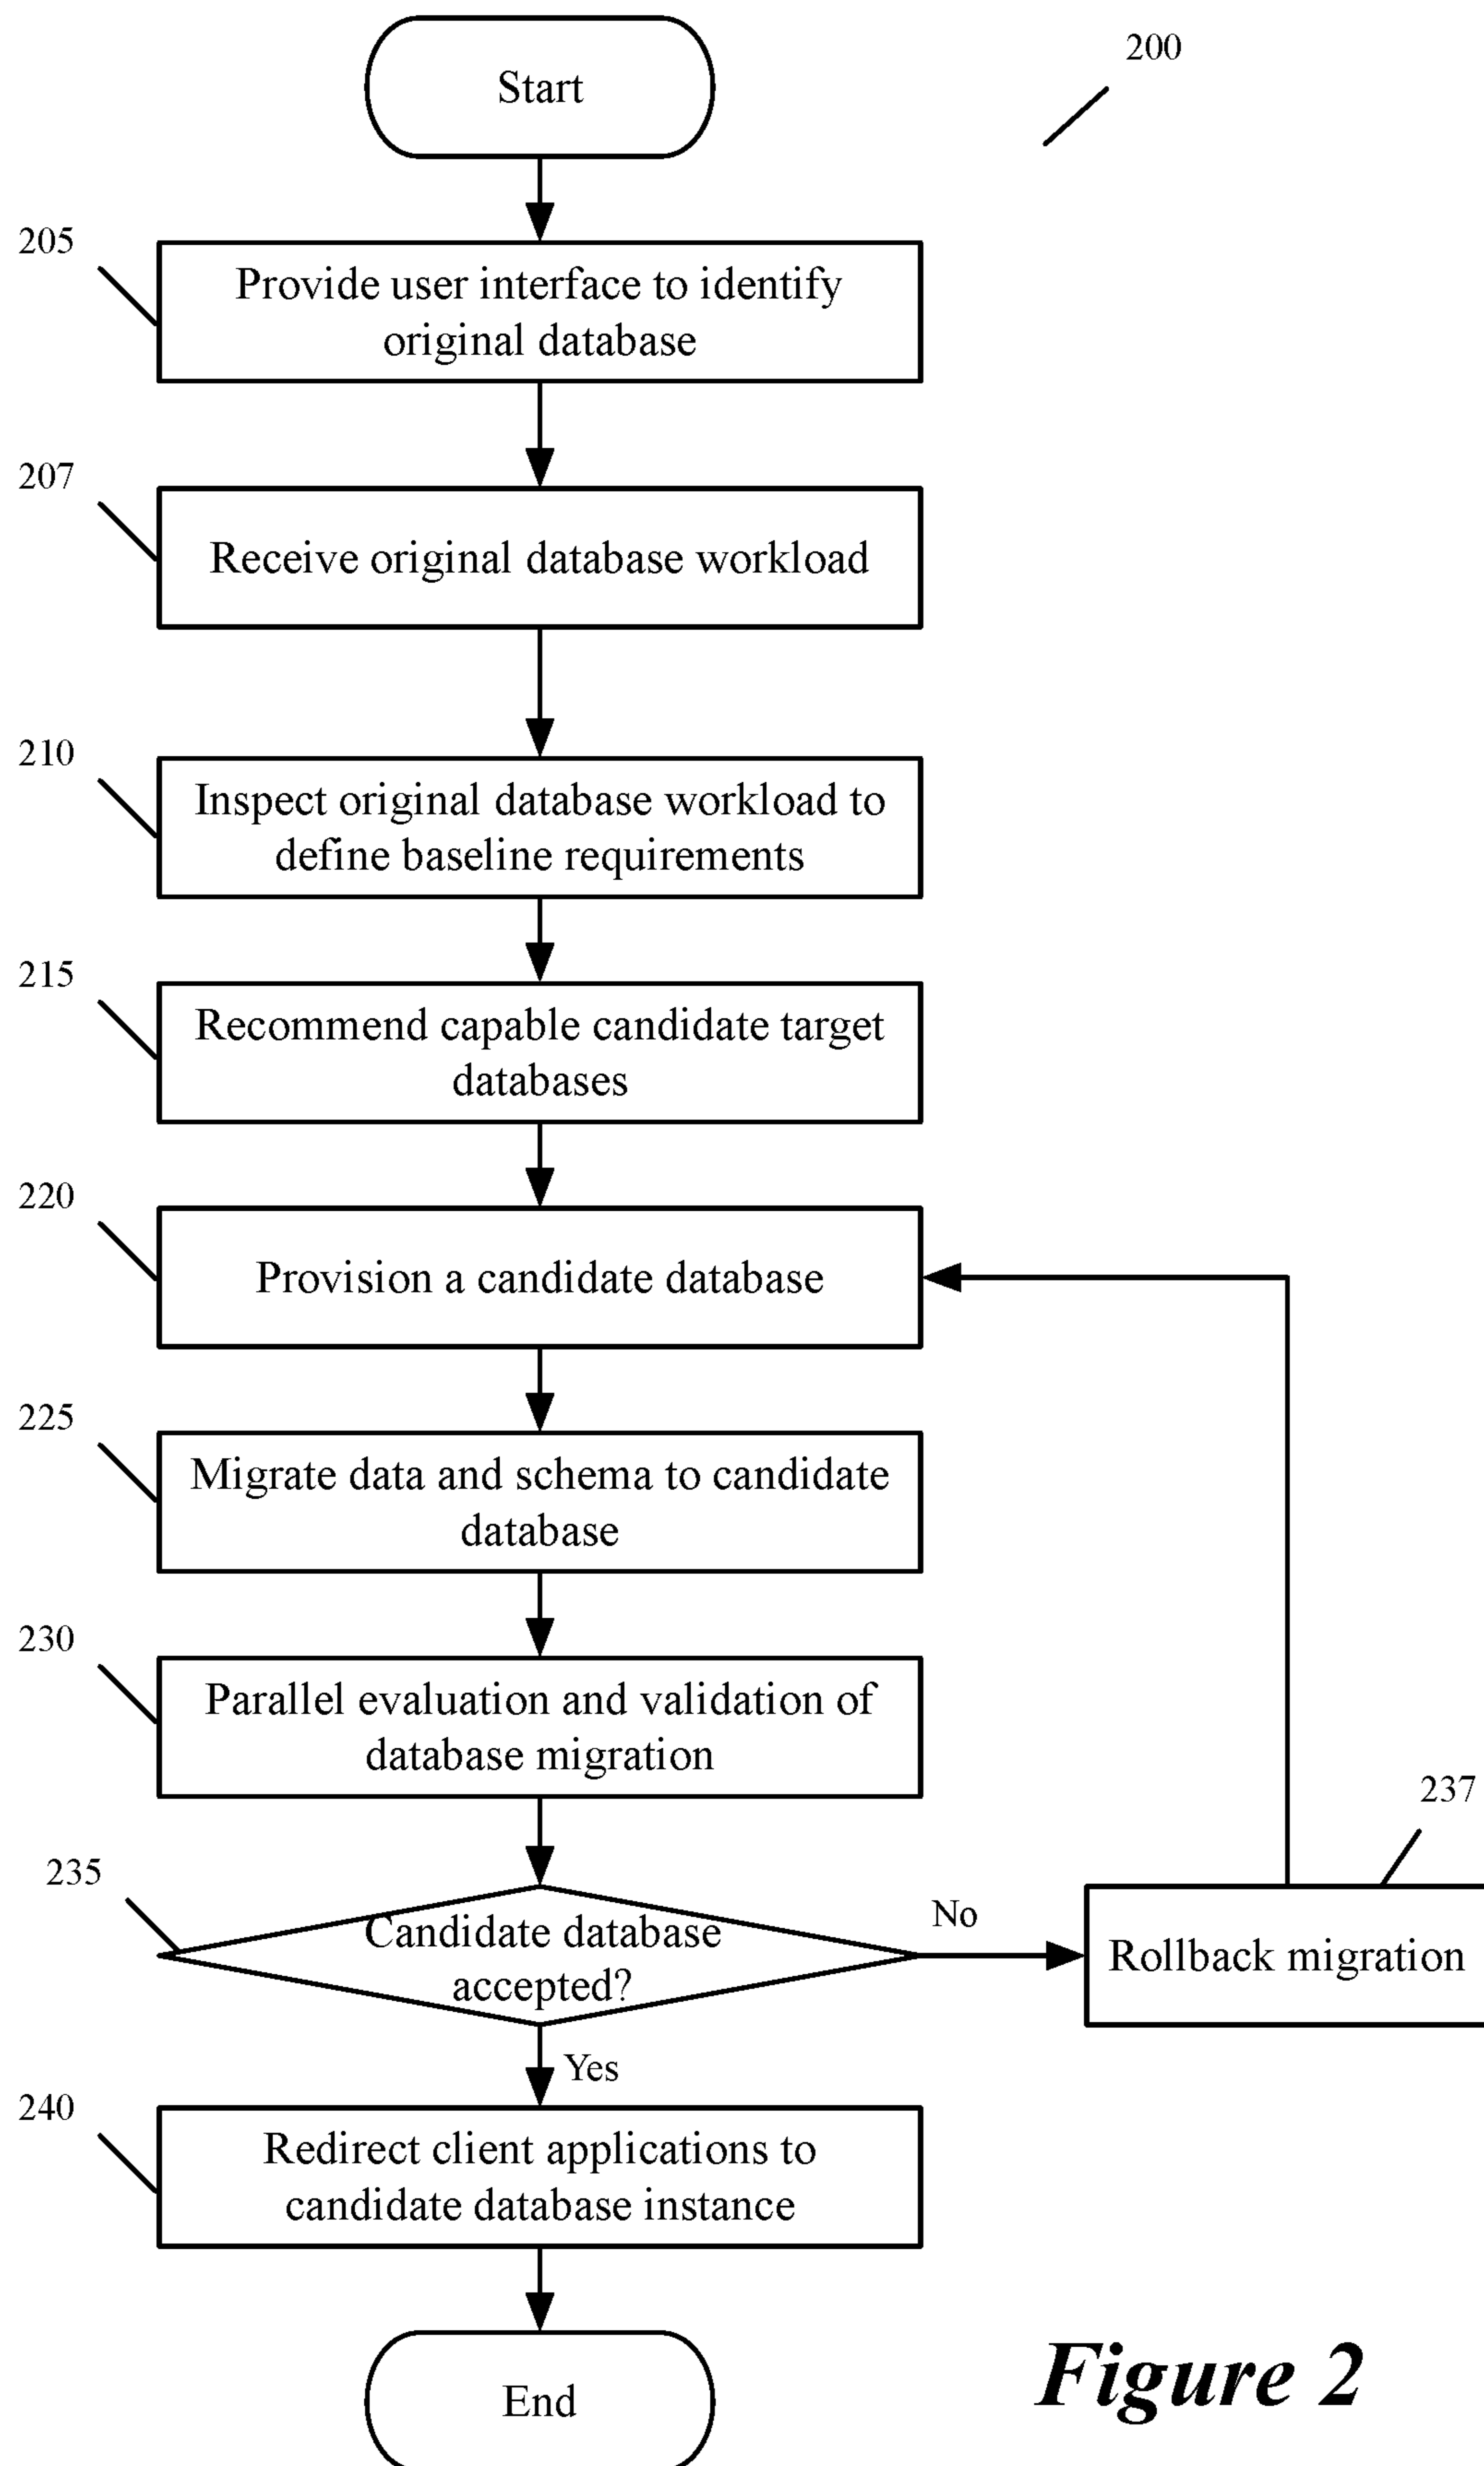 Start
200
205
Provide user interface to identify
original database
207
Receive original database workload
210
Inspect original database workload to
define baseline requirements
215
Recommend capable candidate target
databases
220
Provision a candidate database
225
Migrate data and schema to candidate
database
230
Parallel evaluation and validation of
database migration
235
Candidate database
accepted?
No
237
Rollback migration
Yes
240
Redirect client applications to
candidate database instance
End
Figure 2